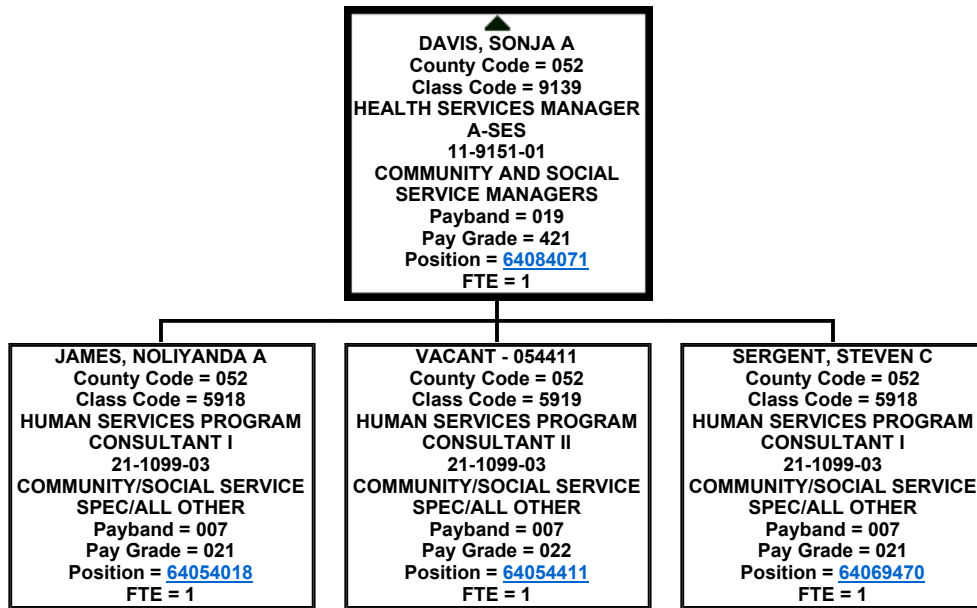 DAVIS, SONJA A
County Code = 052
Class Code = 9139
HEALTH SERVICES MANAGER
A-SES
11-9151-01
COMMUNITY AND SOCIAL
SERVICE MANAGERS
Payband = 019
Pay Grade = 421
Position = 64084071
FTE = 1
JAMES, NOLIYANDA A
County Code = 052
Class Code = 5918
HUMAN SERVICES PROGRAM
CONSULTANT I
21-1099-03
COMMUNITY/SOCIAL SERVICE
SPEC/ALL OTHER
Payband = 007
Pay Grade = 021
Position = 64054018
FTE = 1
VACANT - 054411
County Code = 052
Class Code = 5919
HUMAN SERVICES PROGRAM
CONSULTANT II
21-1099-03
COMMUNITY/SOCIAL SERVICE
SPEC/ALL OTHER
Payband = 007
Pay Grade = 022
Position = 64054411
FTE = 1
SERGENT, STEVEN C
County Code = 052
Class Code = 5918
HUMAN SERVICES PROGRAM
CONSULTANT I
21-1099-03
COMMUNITY/SOCIAL SERVICE
SPEC/ALL OTHER
Payband = 007
Pay Grade = 021
Position = 64069470
FTE = 1